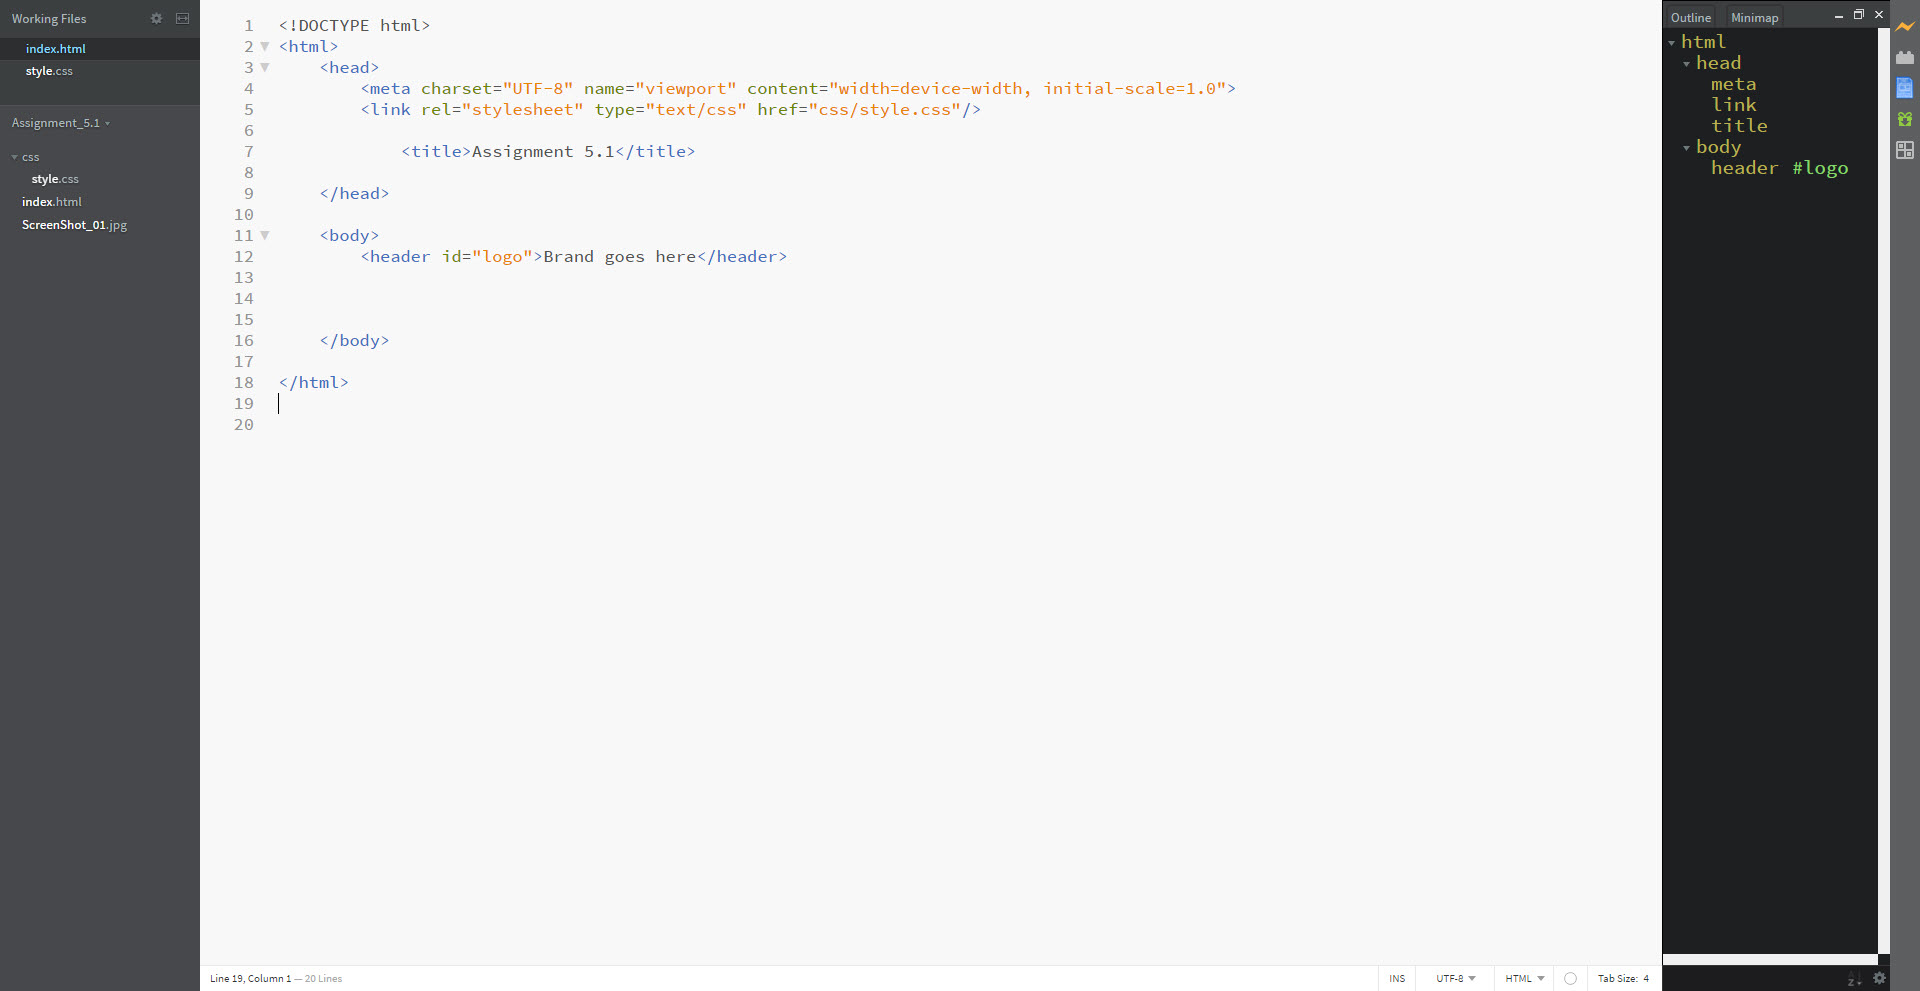 Working Files
index.html
style.css
Assignment_5.1
css
style.css
index.html
ScreenShot_01.jpg
1 <!DOCTYPE html>
2 <html>
3 <head>
4 <meta charset="UTF-8" name="viewport" content="width=device-width, initial-scale=1.0">
5 <link rel="stylesheet" type="text/css" href="css/style.css"/>
6
7 <title>Assignment 5.1</title>
8
9 </head>
10
11 <body>
12 <header id="logo">Brand goes here</header>
13
14
15
16 </body>
17
18 </html>
19
20
Line 19, Column 1 — 20 Lines
INS UTF-8 HTML Tab Size: 4
Outline Minimap
html
head
meta
link
title
body
header #logo